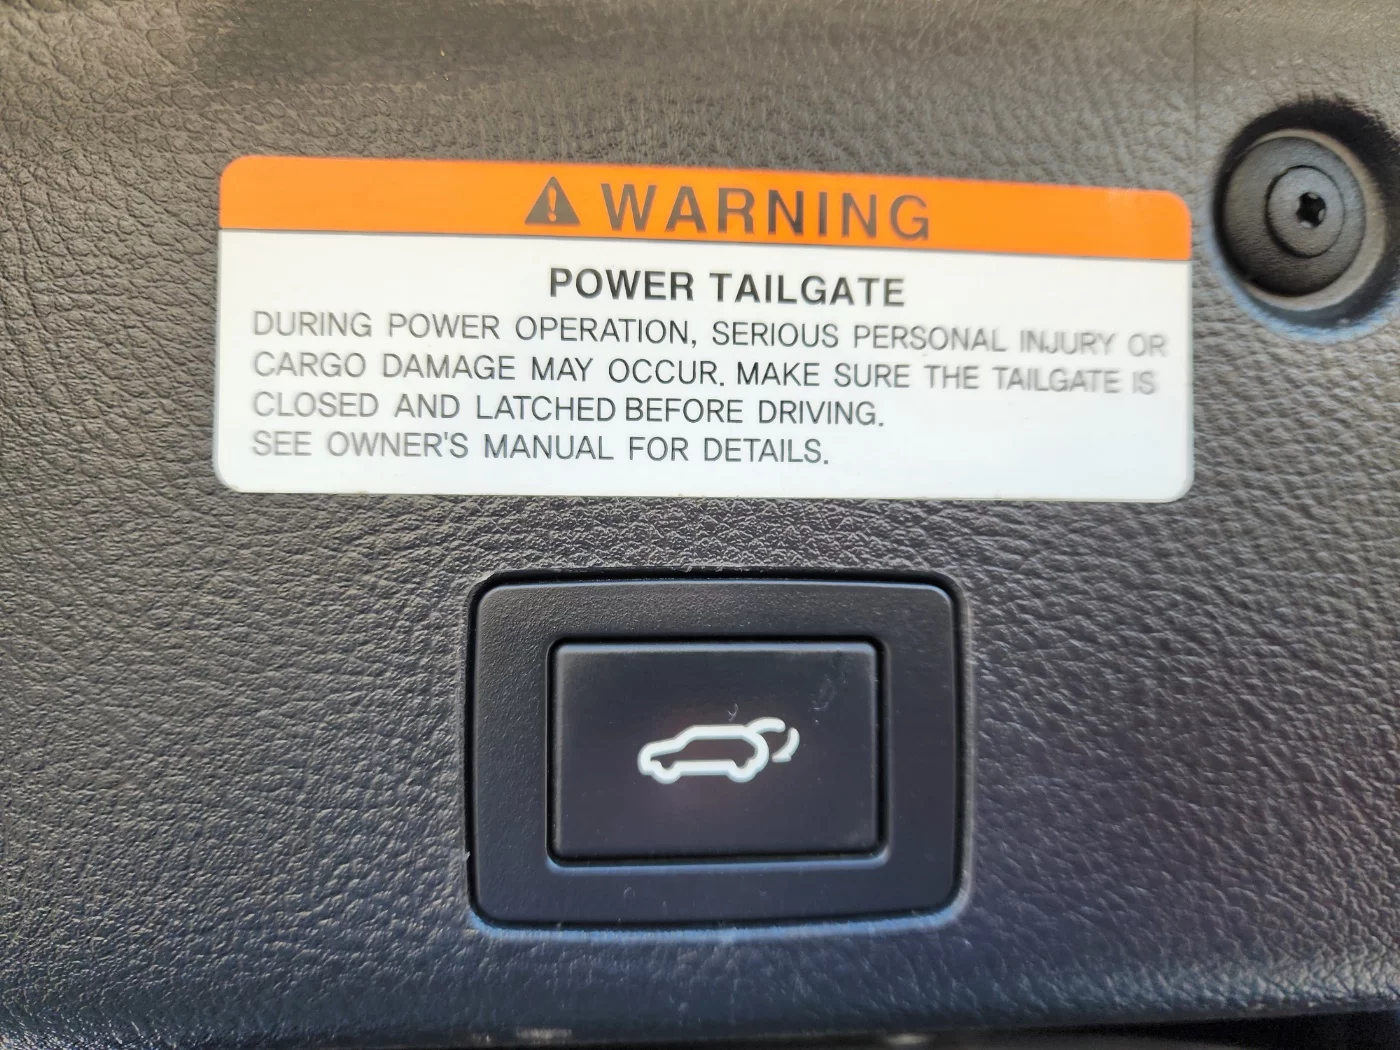 WARNING
POWER TAILGATE
DURING POWER OPERATION, SERIOUS PERSONAL INJURY OR
CARGO DAMAGE MAY OCCUR. MAKE SURE THE TAILGATE IS
CLOSED AND LATCHED BEFORE DRIVING.
SEE OWNER'S MANUAL FOR DETAILS.